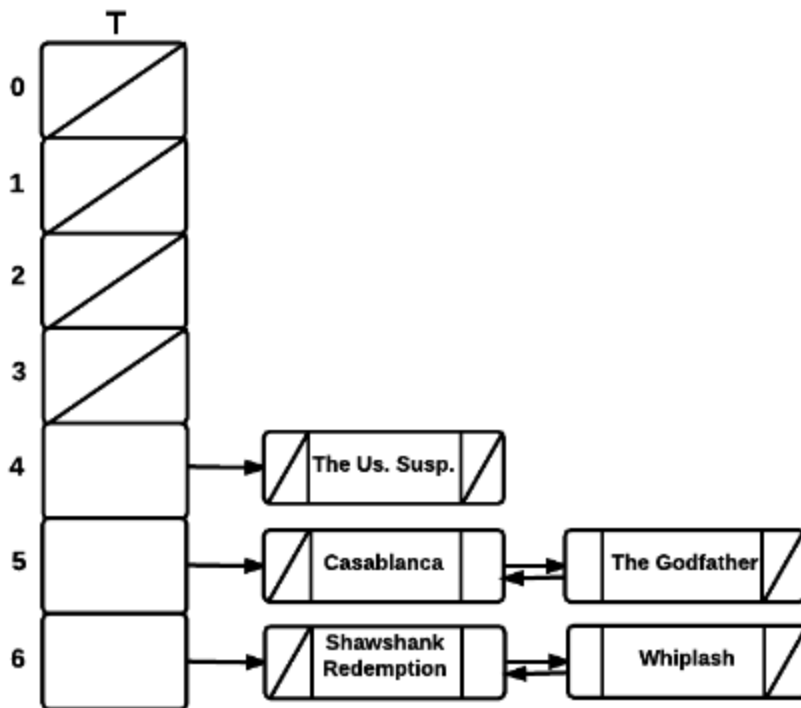 T
0
1
2
3
4
The Us. Susp.
5
Casablanca
The Godfather
6
Shawshank
Redemption
Whiplash